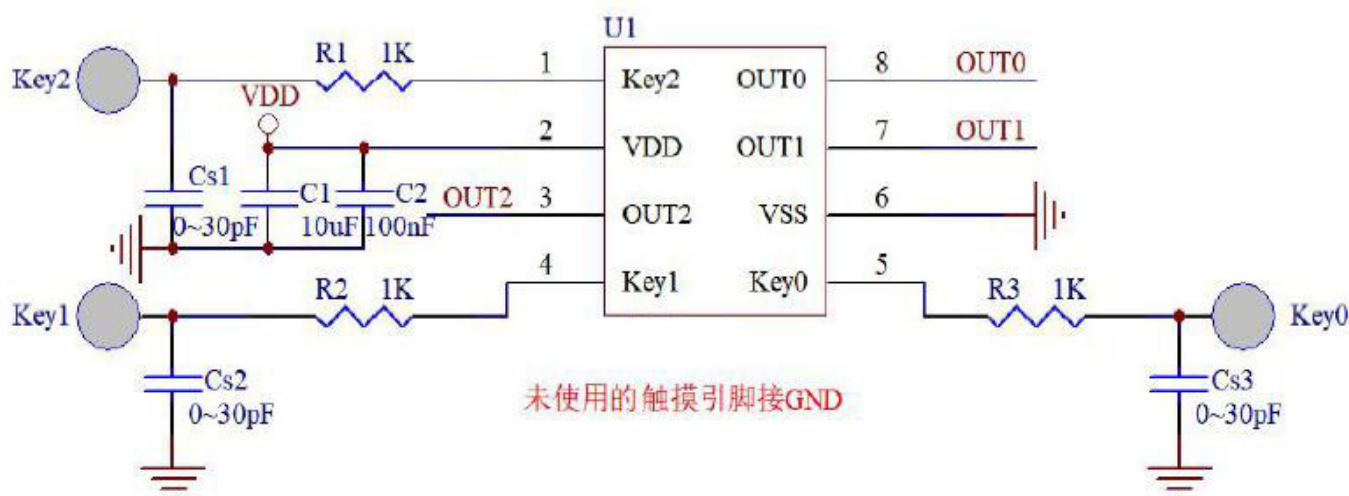 U1
R1 1K 1 8 OUT0
Key2 Key2 OUT0
VDD
2 VDD OUT1 7 OUT1
Cs1 C1 C2 OUT2 3 OUT2 VSS 6
0~30pF 10uF 100nF
4 Key1 Key0 5
R2 1K R3 1K
Key1 Key0
Cs2 Cs3
0~30pF 0~30pF
未使用的触摸引脚接GND